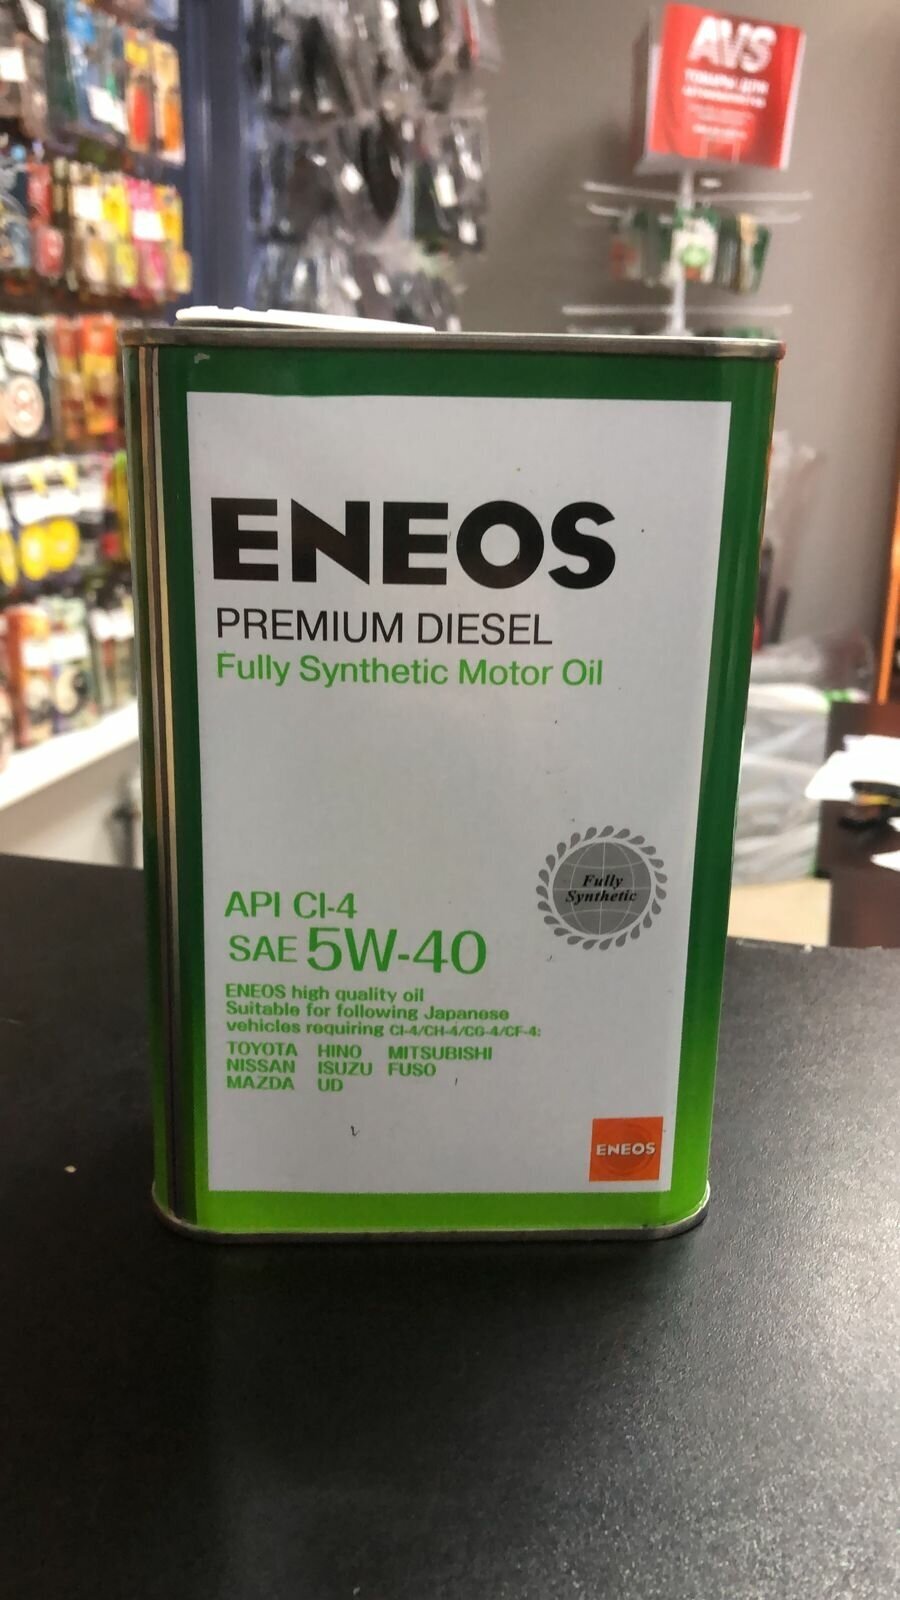 AVS
ТОВАРЫ ДЛЯ
ENEOS
PREMIUM DIESEL
Fully Synthetic Motor Oil
Fully
Synthetic
API CI-4
SAE 5W-40
ENEOS high quality oil
Suitable for following Japanese
vehicles requiring CI-4/CH-4/CG-4/CF-4:
TOYOTA HINO MITSUBISHI
NISSAN ISUZU FUSO
MAZDA UD
ENEOS